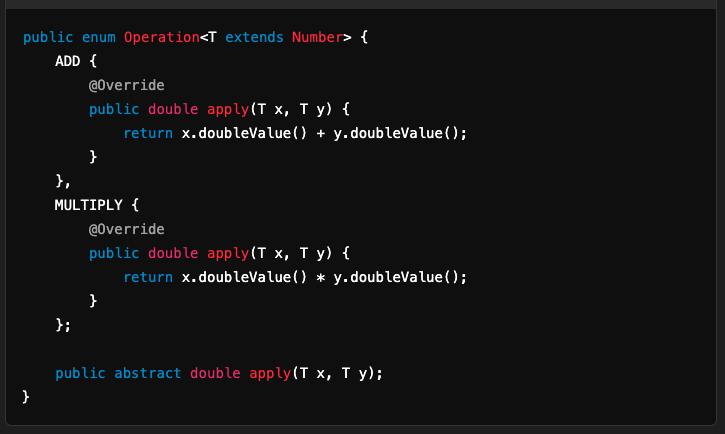 public enum Operation<T extends Number> {
    ADD {
        @Override
        public double apply(T x, T y) {
            return x.doubleValue() + y.doubleValue();
        }
    },
    MULTIPLY {
        @Override
        public double apply(T x, T y) {
            return x.doubleValue() * y.doubleValue();
        }
    };

    public abstract double apply(T x, T y);
}